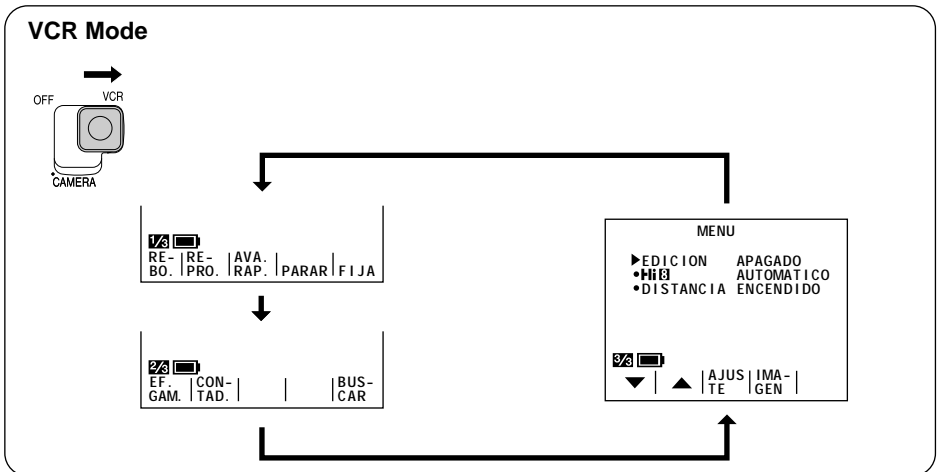 VCR Mode
OFF
VCR
CAMERA
1/3
RE- RE- AVA.
BO. PRO. RAP. PARAR FIJA
2/3
EF. CON- BUS-
GAM. TAD. CAR
MENU
▶EDICION APAGADO
•Hi8 AUTOMATICO
•DISTANCIA ENCENDIDO
3/3
▼ ▲ AJUS IMA-
TE GEN